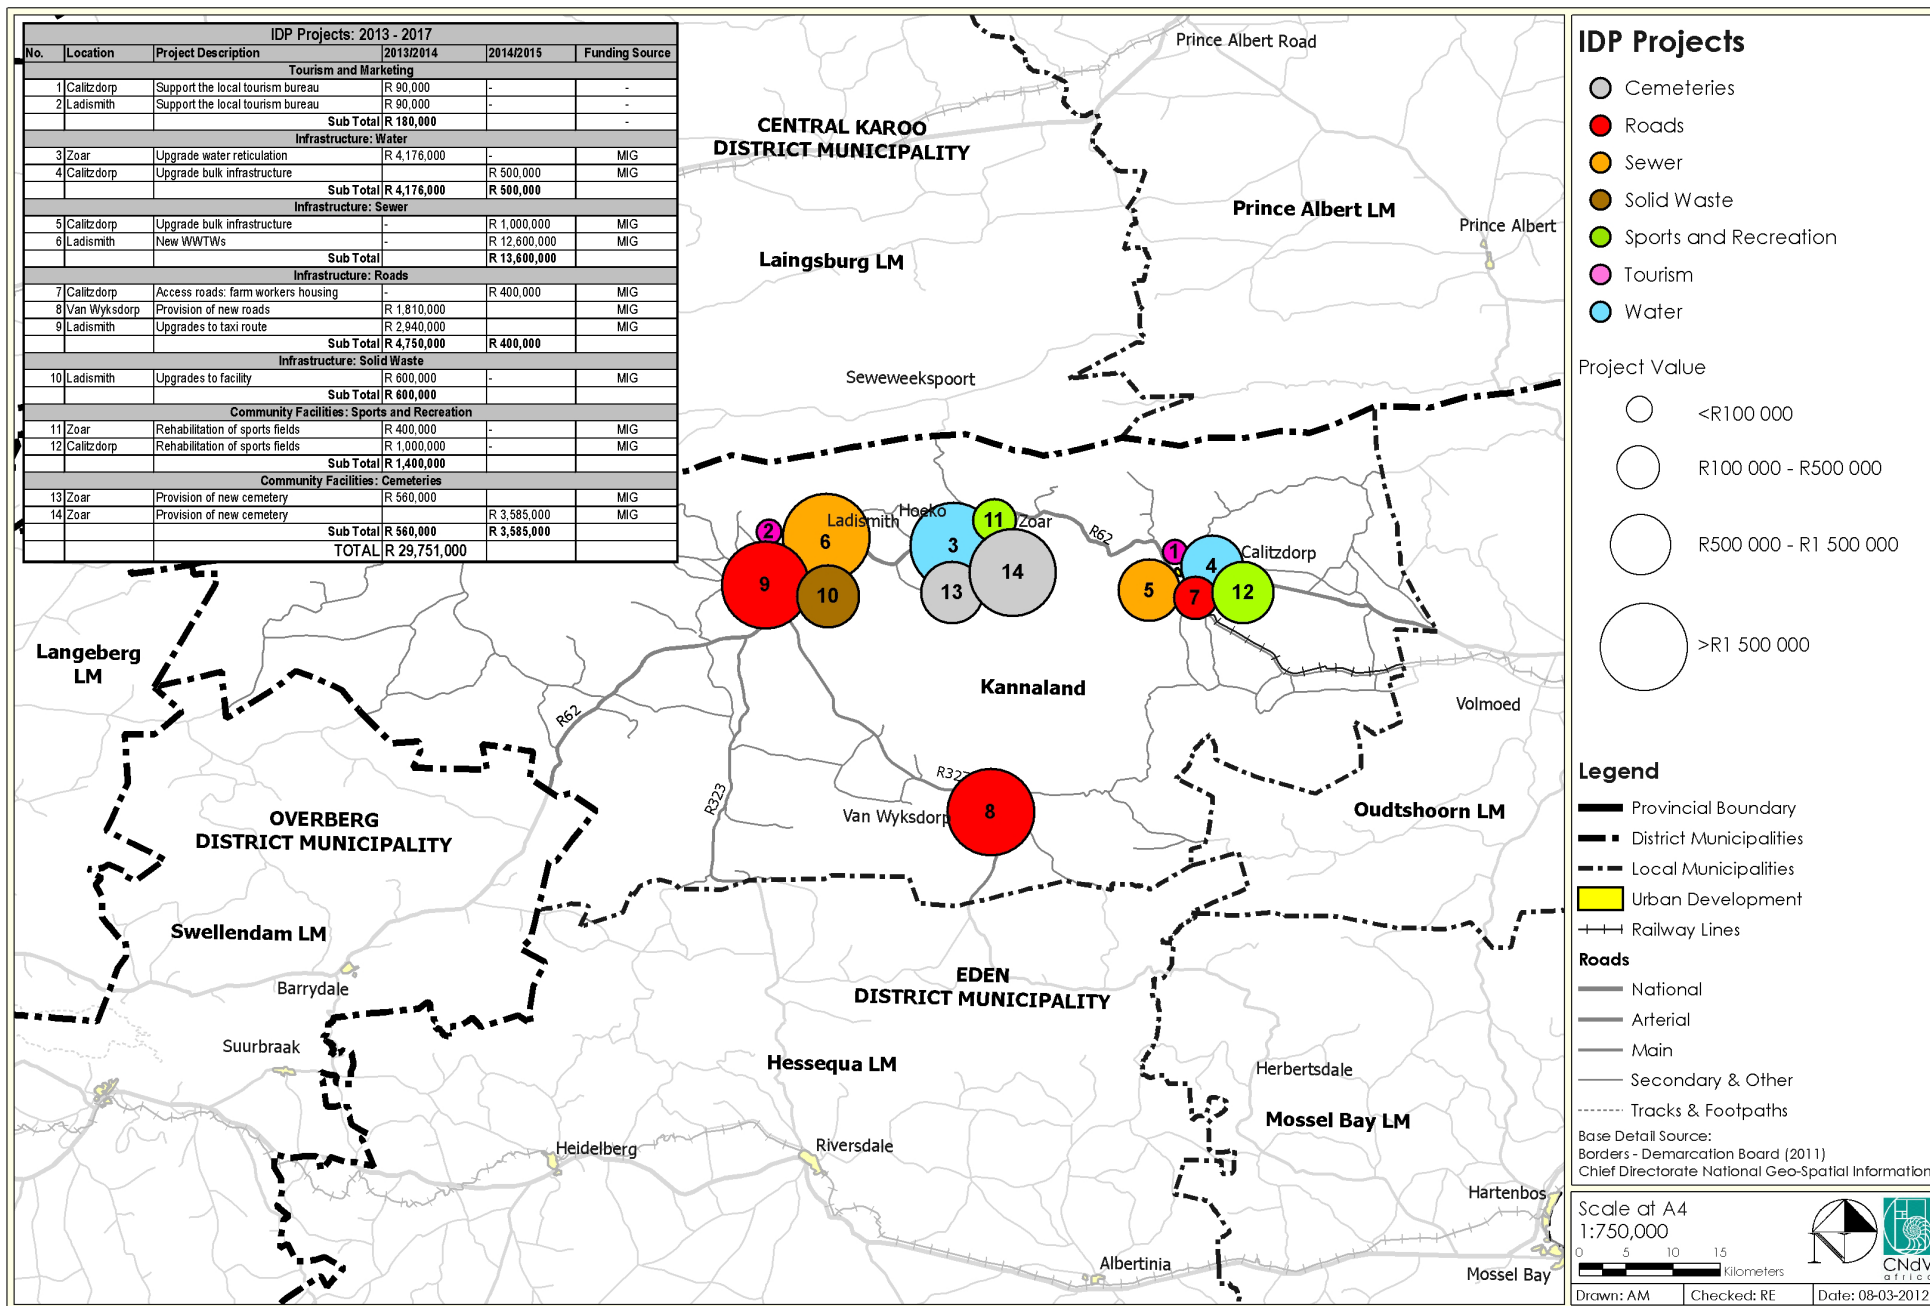 IDP Projects: 2013 - 2017
No. Location Project Description 2013/2014 2014/2015 Funding Source
Tourism and Marketing
1 Calitzdorp Support the local tourism bureau R 90,000 - -
2 Ladismith Support the local tourism bureau R 90,000 - -
Sub Total R 180,000 -
Infrastructure: Water
3 Zoar Upgrade water reticulation R 4,176,000 - MIG
4 Calitzdorp Upgrade bulk infrastructure R 500,000 MIG
Sub Total R 4,176,000 R 500,000
Infrastructure: Sewer
5 Calitzdorp Upgrade bulk infrastructure - R 1,000,000 MIG
6 Ladismith New WWTWs - R 12,600,000 MIG
Sub Total R 13,600,000
Infrastructure: Roads
7 Calitzdorp Access roads: farm workers housing - R 400,000 MIG
8 Van Wyksdorp Provision of new roads R 1,810,000 MIG
9 Ladismith Upgrades to taxi route R 2,940,000 MIG
Sub Total R 4,750,000 R 400,000
Infrastructure: Solid Waste
10 Ladismith Upgrades to facility R 600,000 - MIG
Sub Total R 600,000
Community Facilities: Sports and Recreation
11 Zoar Rehabilitation of sports fields R 400,000 - MIG
12 Calitzdorp Rehabilitation of sports fields R 1,000,000 - MIG
Sub Total R 1,400,000
Community Facilities: Cemeteries
13 Zoar Provision of new cemetery R 560,000 MIG
14 Zoar Provision of new cemetery R 3,585,000 MIG
Sub Total R 560,000 R 3,585,000
TOTAL R 29,751,000
Prince Albert Road
CENTRAL KAROO
DISTRICT MUNICIPALITY
Prince Albert LM
Prince Albert
Laingsburg LM
Seweweekspoort
Ladismith
Hoeko
Zoar
R62
Calitzdorp
2
6
9
10
3
11
13
14
1
4
5
7
12
Langeberg
LM
Kannaland
Volmoed
R62
R323
R327
Van Wyksdorp
8
OVERBERG
DISTRICT MUNICIPALITY
Oudtshoorn LM
Swellendam LM
Barrydale
EDEN
DISTRICT MUNICIPALITY
Suurbraak
Hessequa LM
Herbertsdale
Mossel Bay LM
Heidelberg
Riversdale
Hartenbos
Albertinia
Mossel Bay
IDP Projects
Cemeteries
Roads
Sewer
Solid Waste
Sports and Recreation
Tourism
Water
Project Value
<R100 000
R100 000 - R500 000
R500 000 - R1 500 000
>R1 500 000
Legend
Provincial Boundary
District Municipalities
Local Municipalities
Urban Development
Railway Lines
Roads
National
Arterial
Main
Secondary & Other
Tracks & Footpaths
Base Detail Source:
Borders - Demarcation Board (2011)
Chief Directorate National Geo-Spatial Information
Scale at A4
1:750,000
0 5 10 15
Kilometers
N
CNdV
africa
Drawn: AM Checked: RE Date: 08-03-2012